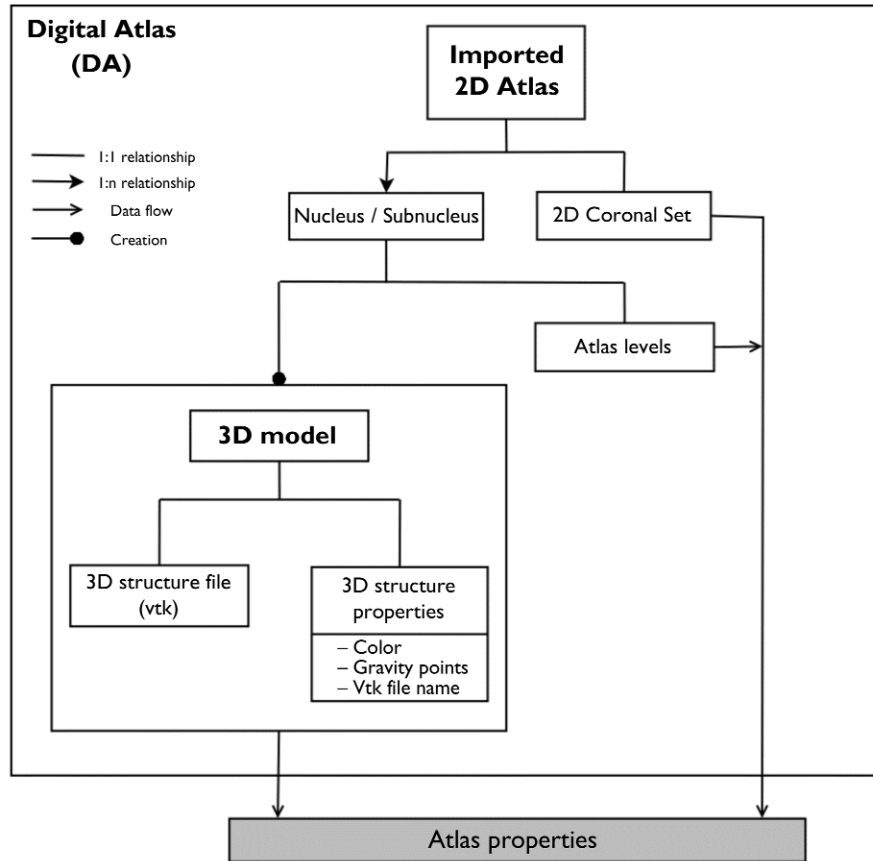 Digital Atlas
(DA)
Imported
2D Atlas
1:1 relationship
1:n relationship
Data flow
Creation
Nucleus / Subnucleus
2D Coronal Set
Atlas levels
3D model
3D structure file
(vtk)
3D structure
properties
– Color
– Gravity points
– Vtk file name
Atlas properties